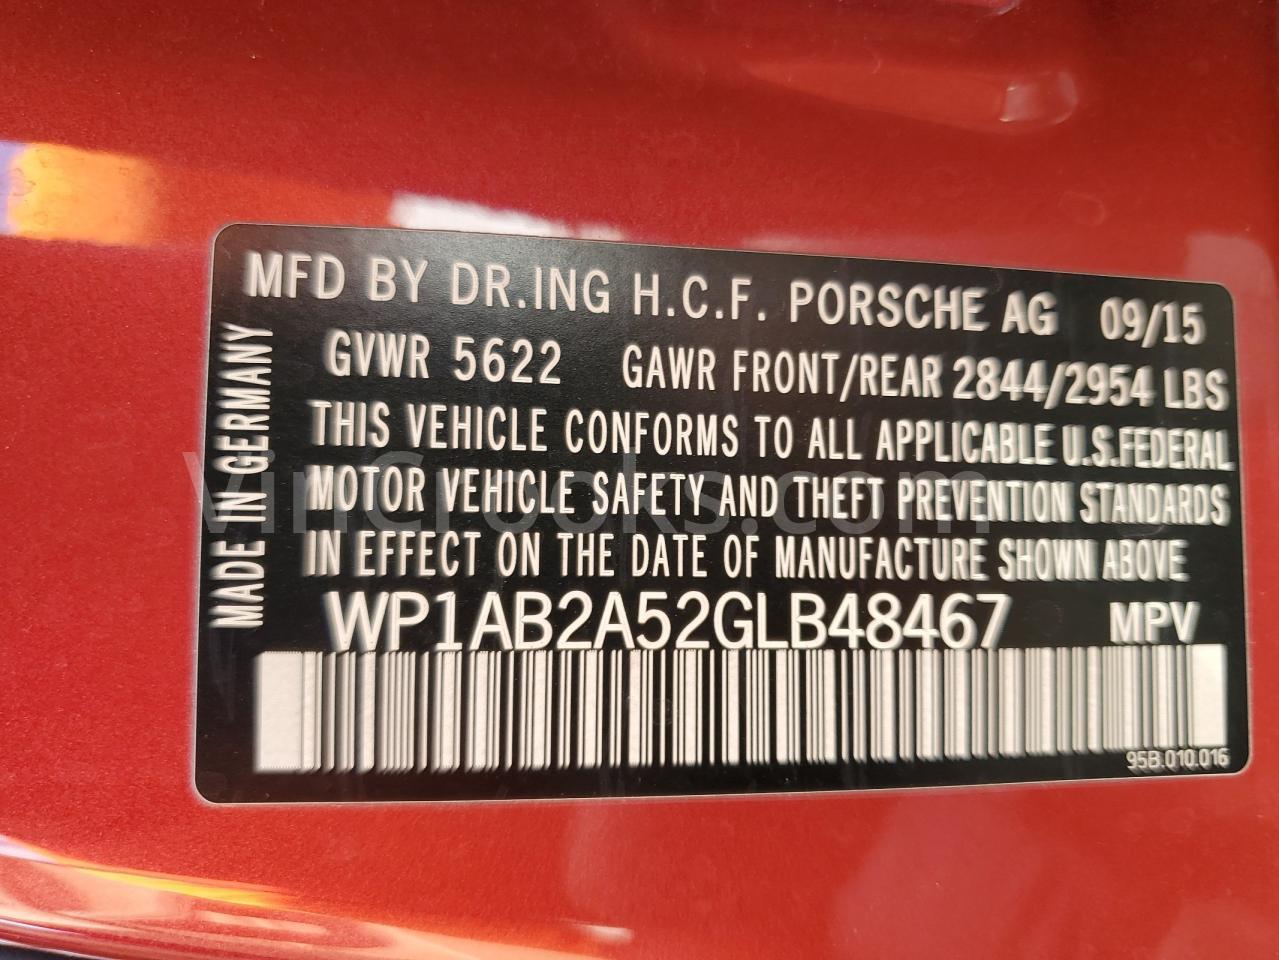 MFD BY DR.ING H.C.F. PORSCHE AG 09/15
GVWR 5622 GAWR FRONT/REAR 2844/2954 LBS
THIS VEHICLE CONFORMS TO ALL APPLICABLE U.S.FEDERAL
MOTOR VEHICLE SAFETY AND THEFT PREVENTION STANDARDS
IN EFFECT ON THE DATE OF MANUFACTURE SHOWN ABOVE
WP1AB2A52GLB48467 MPV
95B.010.016
MADE IN GERMANY
VinCrooks.com